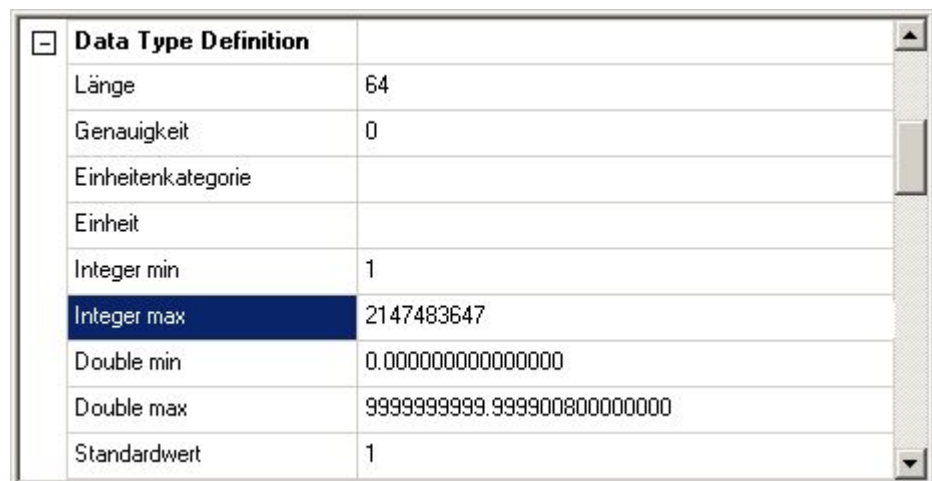 Data Type Definition
Länge 64
Genauigkeit 0
Einheitenkategorie
Einheit
Integer min 1
Integer max 2147483647
Double min 0.000000000000000
Double max 9999999999.999900800000000
Standardwert 1